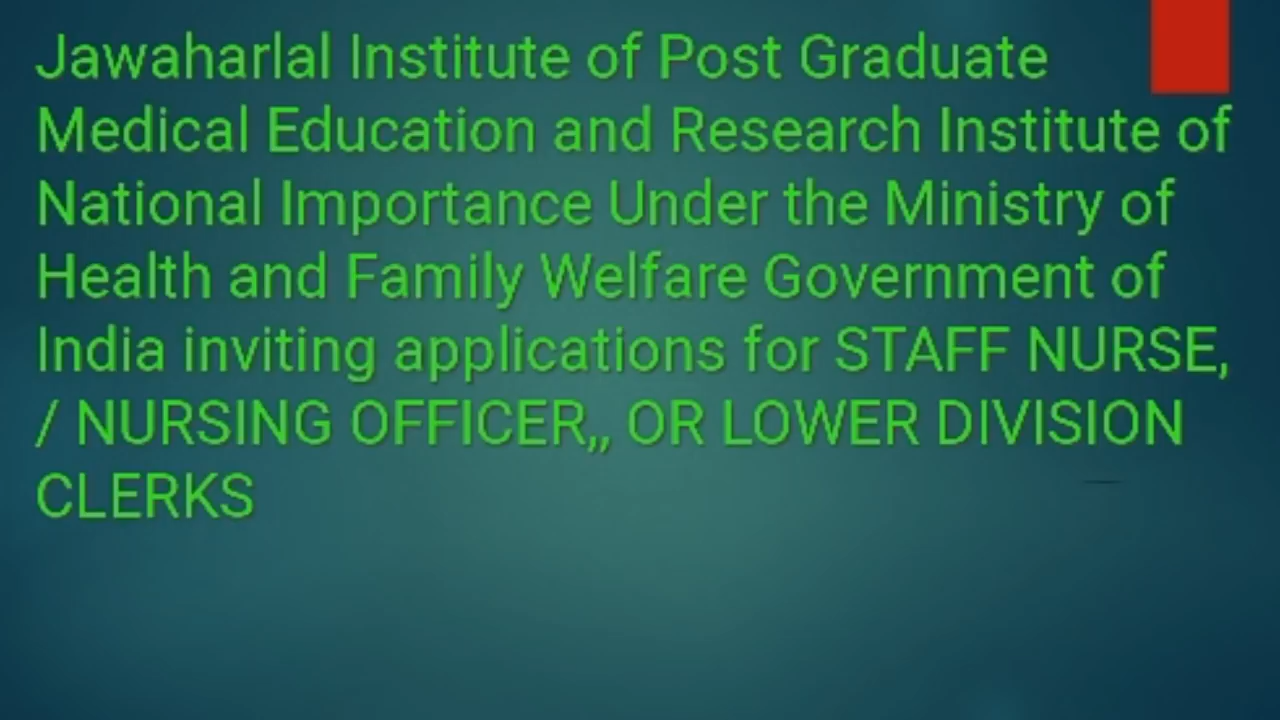 Jawaharlal Institute of Post Graduate
Medical Education and Research Institute of
National Importance Under the Ministry of
Health and Family Welfare Government of
India inviting applications for STAFF NURSE,
/ NURSING OFFICER,, OR LOWER DIVISION
CLERKS